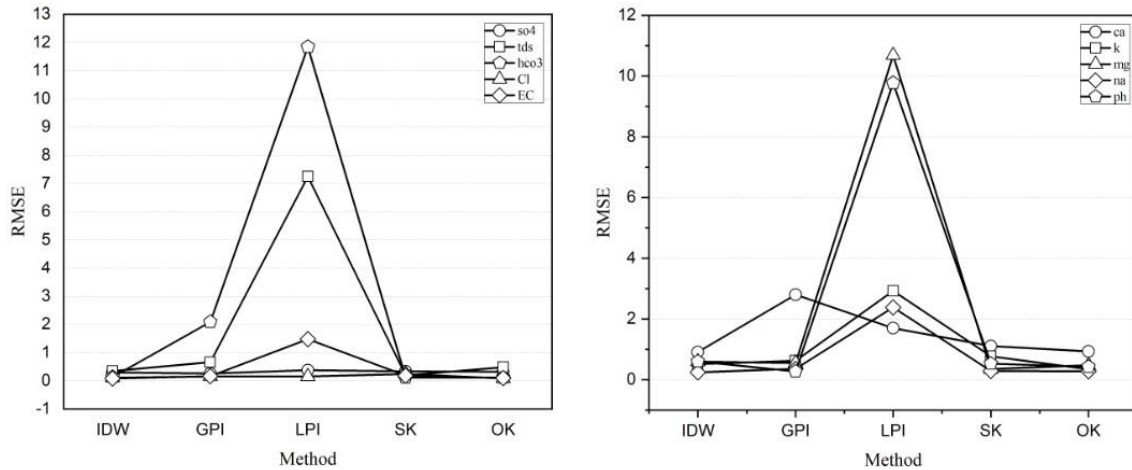 14
13
12
11
10
9
8
7
6
5
4
3
2
1
0
-1
RMSE
so4
tds
hco3
Cl
EC
IDW GPI LPI SK OK
Method
12
10
8
6
4
2
0
RMSE
ca
k
mg
na
ph
IDW GPI LPI SK OK
Method